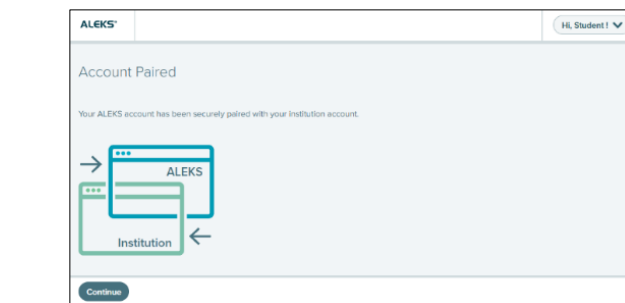 ALEKS®
Hi, Student !
Account Paired
Your ALEKS account has been securely paired with your institution account.
ALEKS
Institution
Continue